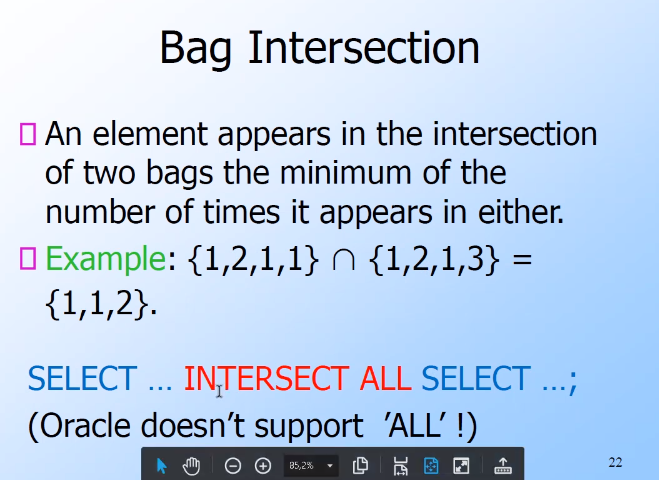 Bag Intersection
An element appears in the intersection
of two bags the minimum of the
number of times it appears in either.
Example: {1,2,1,1} ∩ {1,2,1,3} =
{1,1,2}.
SELECT … INTERSECT ALL SELECT …;
(Oracle doesn’t support ’ALL’ !)
85,2%
22